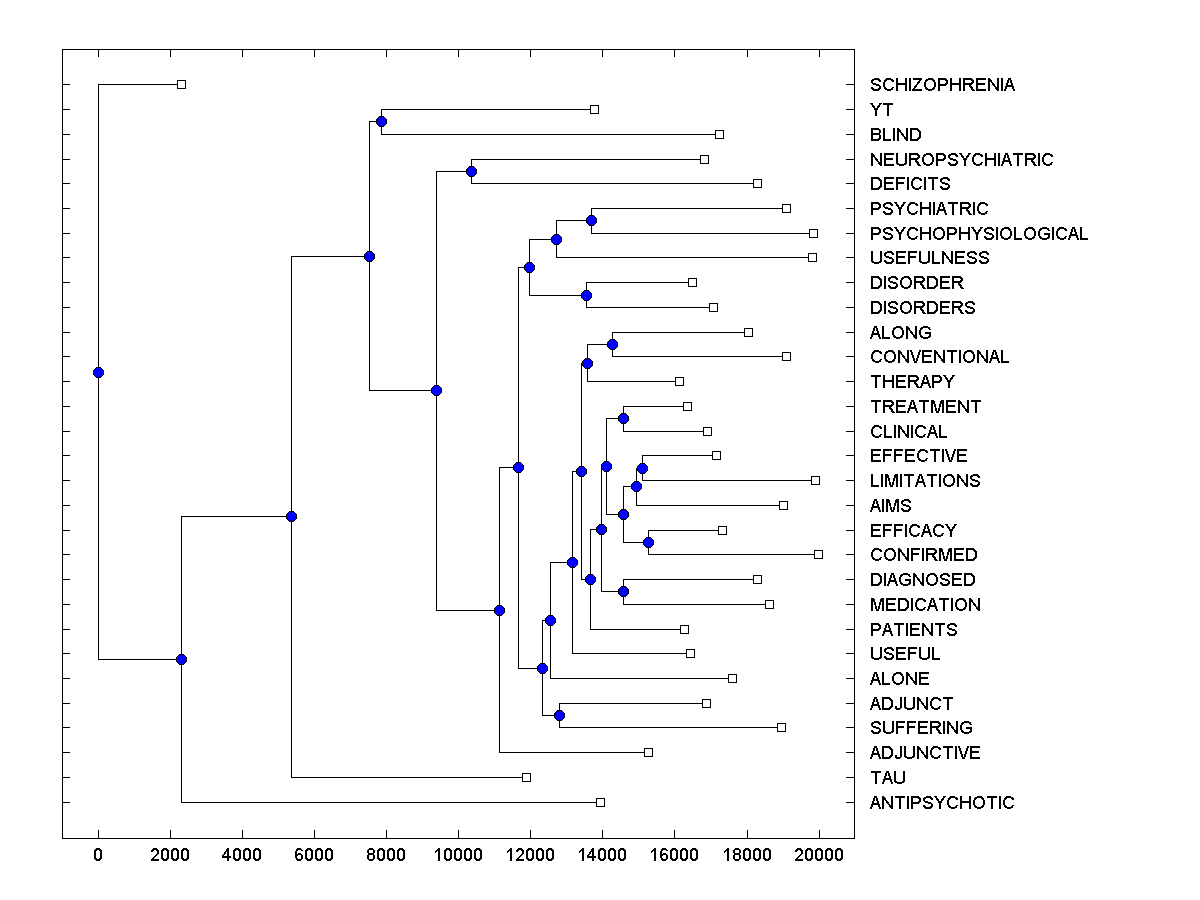 SCHIZOPHRENIA
YT
BLIND
NEUROPSYCHIATRIC
DEFICITS
PSYCHIATRIC
PSYCHOPHYSIOLOGICAL
USEFULNESS
DISORDER
DISORDERS
ALONG
CONVENTIONAL
THERAPY
TREATMENT
CLINICAL
EFFECTIVE
LIMITATIONS
AIMS
EFFICACY
CONFIRMED
DIAGNOSED
MEDICATION
PATIENTS
USEFUL
ALONE
ADJUNCT
SUFFERING
ADJUNCTIVE
TAU
ANTIPSYCHOTIC
0 2000 4000 6000 8000 10000 12000 14000 16000 18000 20000